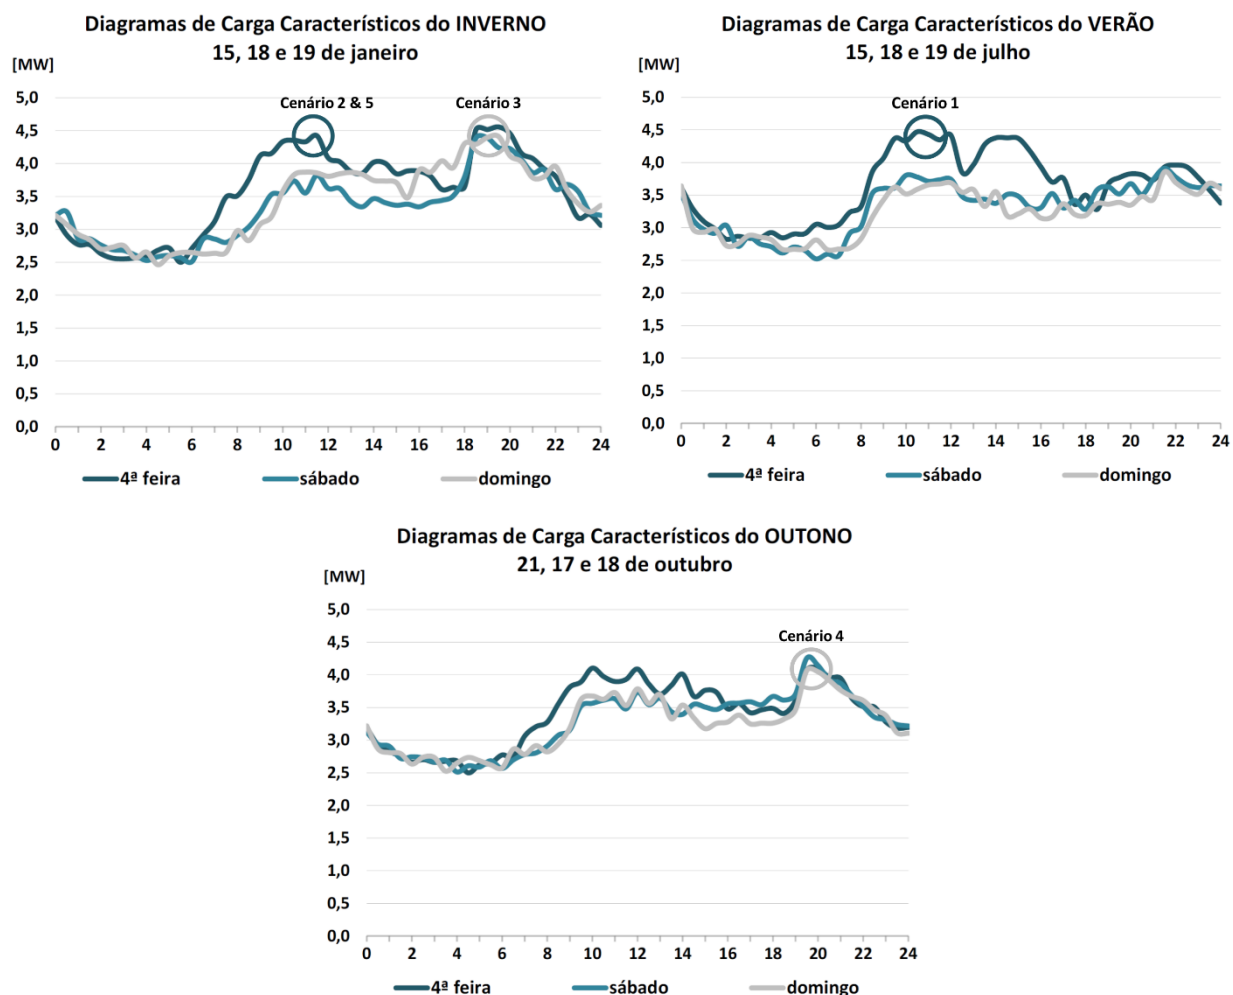 Diagramas de Carga Característicos do INVERNO
15, 18 e 19 de janeiro
[MW]
5,0
4,5
4,0
3,5
3,0
2,5
2,0
1,5
1,0
0,5
0,0
Cenário 2 & 5
Cenário 3
0 2 4 6 8 10 12 14 16 18 20 22 24
4ª feira sábado domingo
Diagramas de Carga Característicos do VERÃO
15, 18 e 19 de julho
[MW]
5,0
4,5
4,0
3,5
3,0
2,5
2,0
1,5
1,0
0,5
0,0
Cenário 1
0 2 4 6 8 10 12 14 16 18 20 22 24
4ª feira sábado domingo
Diagramas de Carga Característicos do OUTONO
21, 17 e 18 de outubro
[MW]
5,0
4,5
4,0
3,5
3,0
2,5
2,0
1,5
1,0
0,5
0,0
Cenário 4
0 2 4 6 8 10 12 14 16 18 20 22 24
4ª feira sábado domingo